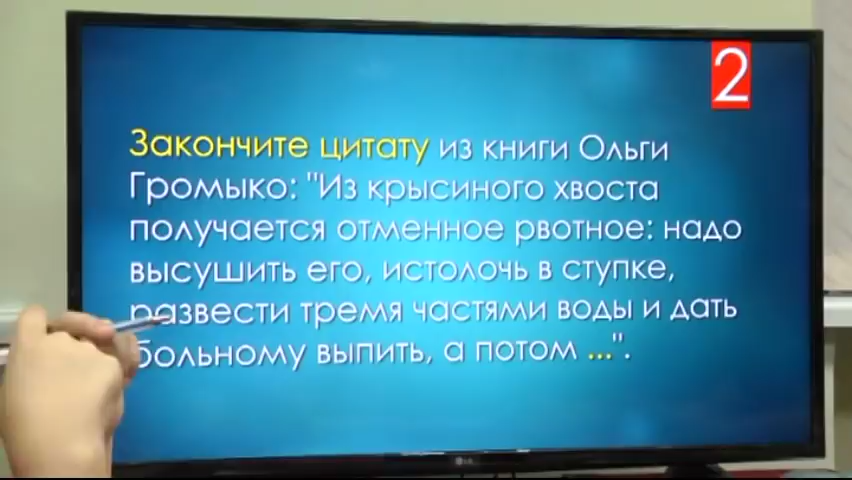 2
Закончите цитату из книги Ольги
Громыко: "Из крысиного хвоста
получается отменное рвотное: надо
высушить его, истолочь в ступке,
развести тремя частями воды и дать
больному выпить, а потом ...".
LG